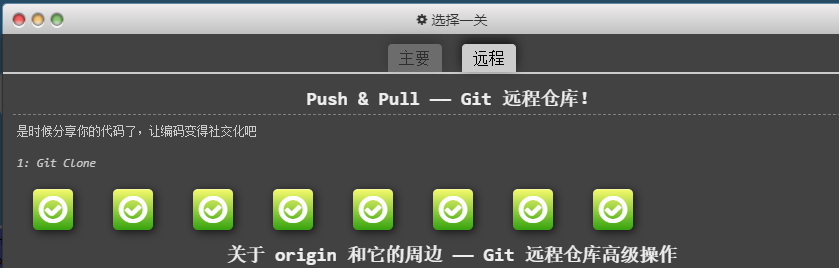 选择一关
主要 远程
Push & Pull —— Git 远程仓库！
是时候分享你的代码了，让编码变得社交化吧
1: Git Clone
关于 origin 和它的周边 —— Git 远程仓库高级操作